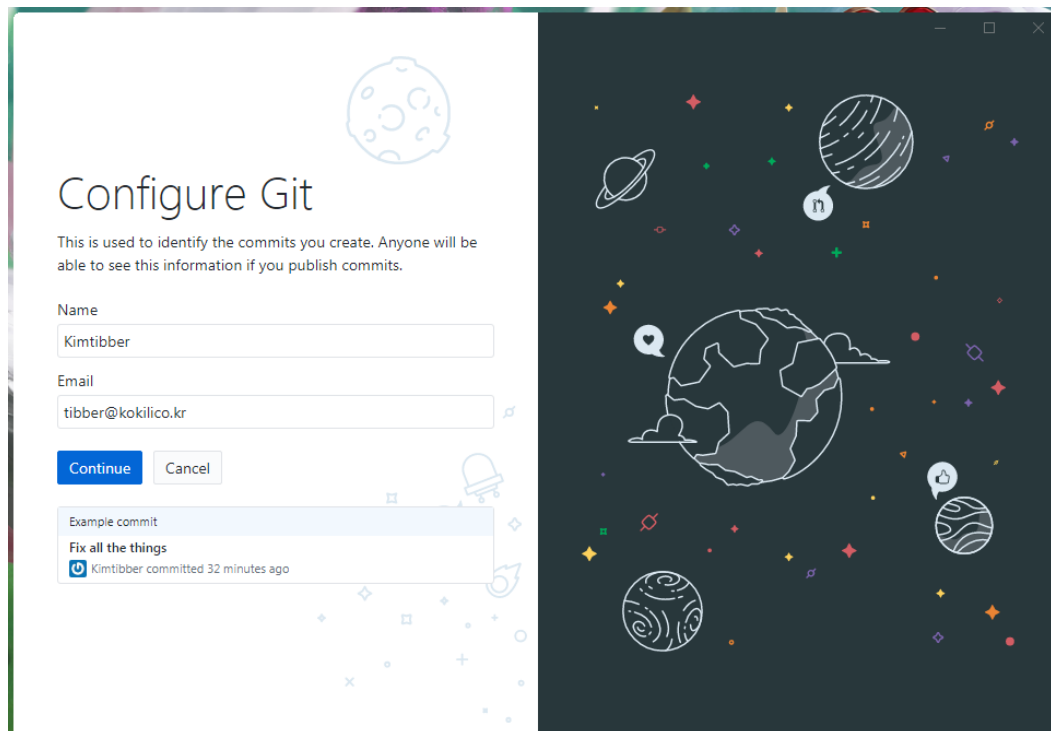 Configure Git
This is used to identify the commits you create. Anyone will be
able to see this information if you publish commits.
Name
Kimtibber
Email
tibber@kokilico.kr
Continue
Cancel
Example commit
Fix all the things
Kimtibber committed 32 minutes ago